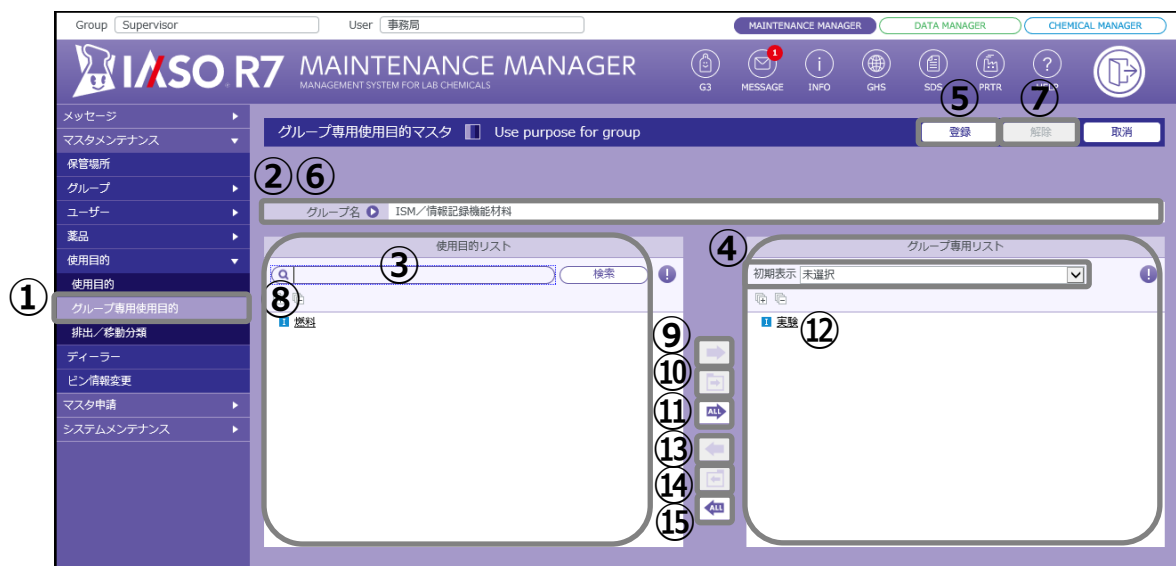 Group Supervisor User 事務局 MAINTENANCE MANAGER DATA MANAGER CHEMICAL MANAGER
IASO R7 MAINTENANCE MANAGER
MANAGEMENT SYSTEM FOR LAB CHEMICALS
1
G3 MESSAGE INFO GHS SDS PRTR HELP
メッセージ
マスタメンテナンス
保管場所
グループ
ユーザー
薬品
使用目的
使用目的
① グループ専用使用目的
排出/移動分類
ディーラー
ビン情報変更
マスタ申請
システムメンテナンス
⑤ ⑦
グループ専用使用目的マスタ Use purpose for group 登録 解除 取消
② ⑥
グループ名 ISM/情報記録機能材料
使用目的リスト
③
検索 !
⑧
I 燃料
④
グループ専用リスト
初期表示 未選択 !
I 実験 ⑫
⑨
⑩
⑪ ALL
⑬
⑭
⑮ ALL